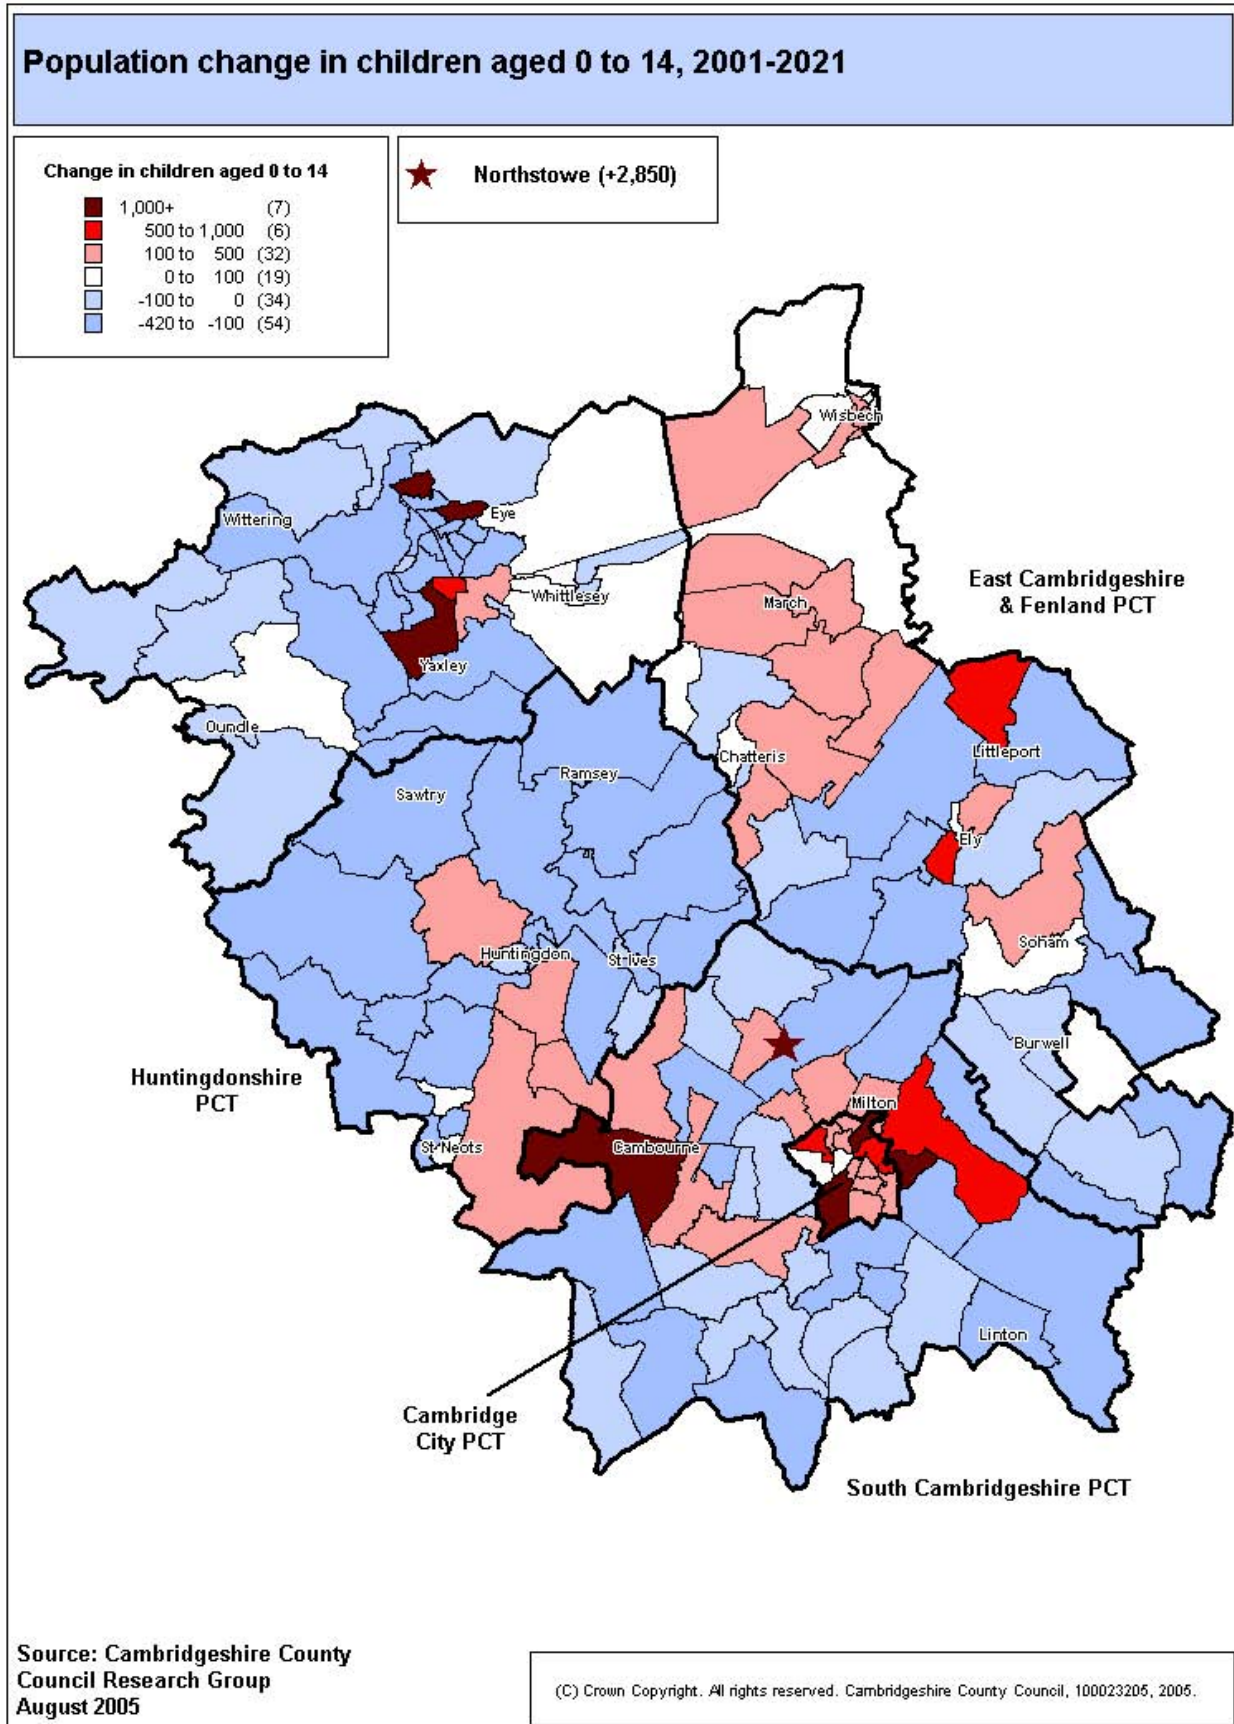 Population change in children aged 0 to 14, 2001-2021
Change in children aged 0 to 14
1,000+ (7)
500 to 1,000 (6)
100 to 500 (32)
0 to 100 (19)
-100 to 0 (34)
-420 to -100 (54)
Northstowe (+2,850)
Wisbech
Wittering
Eye
Whittlesey
March
East Cambridgeshire
& Fenland PCT
Yaxley
Oundle
Chatteris
Littleport
Ramsey
Sawtry
Ely
Soham
Huntingdon
St Ives
Burwell
Huntingdonshire
PCT
Milton
St Neots
Cambourne
Linton
Cambridge
City PCT
South Cambridgeshire PCT
Source: Cambridgeshire County
Council Research Group
August 2005
(C) Crown Copyright. All rights reserved. Cambridgeshire County Council, 100023205, 2005.